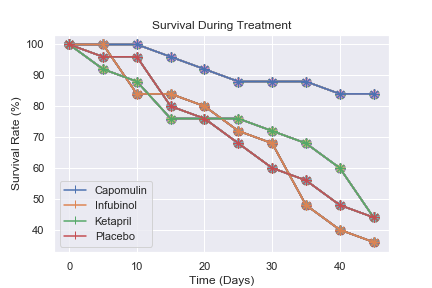 Survival During Treatment
Survival Rate (%)
100
90
80
70
60
50
40
Capomulin
Infubinol
Ketapril
Placebo
0
10
20
30
40
Time (Days)